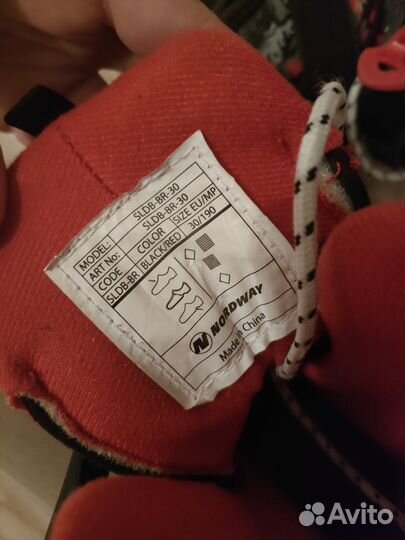 MODEL: SLDB-BR-30
ART No: SLDB-BR-30
CODE COLOR SIZE EU/MP
SLDB-BR BLACK/RED 30/190
NORDWAY
Made in China
Avito